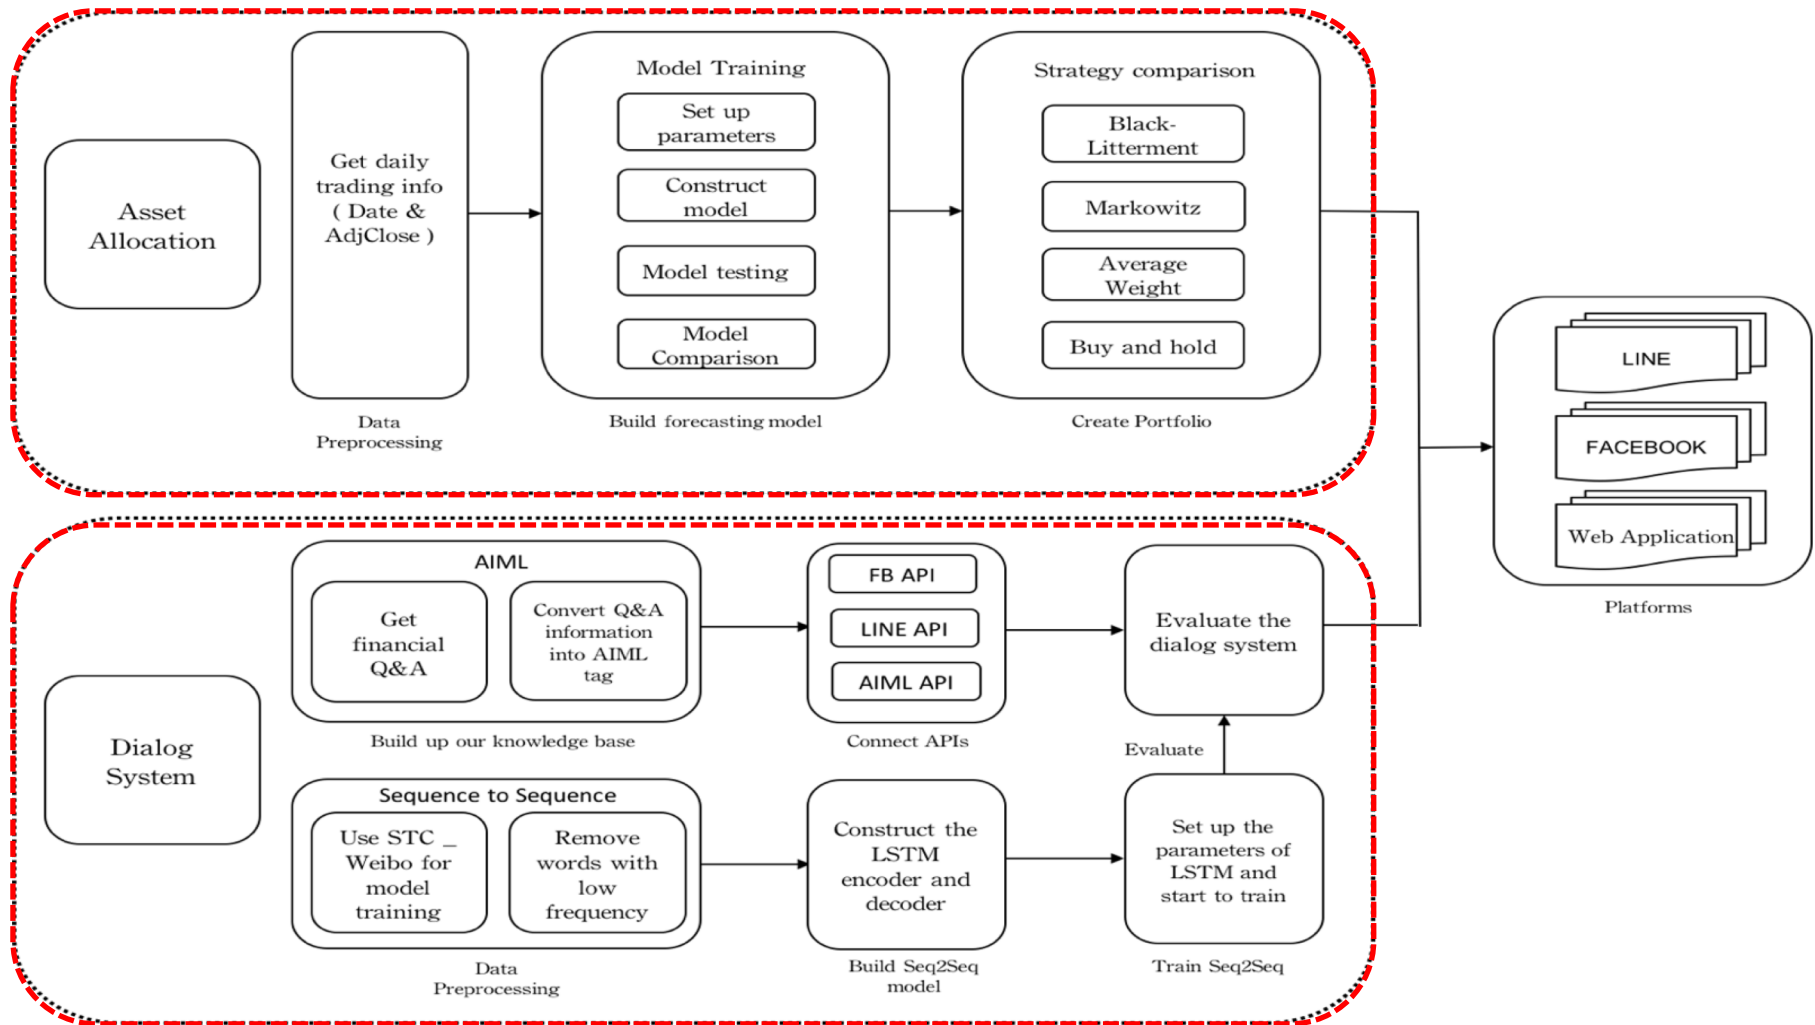 Asset
Allocation
Get daily
trading info
( Date &
AdjClose )
Data
Preprocessing
Model Training
Set up
parameters
Construct
model
Model testing
Model
Comparison
Build forecasting model
Strategy comparison
Black-
Litterment
Markowitz
Average
Weight
Buy and hold
Create Portfolio
LINE
FACEBOOK
Web Application
Platforms
Dialog
System
AIML
Get
financial
Q&A
Convert Q&A
information
into AIML
tag
Build up our knowledge base
FB API
LINE API
AIML API
Connect APIs
Evaluate the
dialog system
Evaluate
Sequence to Sequence
Use STC _
Weibo for
model
training
Remove
words with
low
frequency
Data
Preprocessing
Construct the
LSTM
encoder and
decoder
Build Seq2Seq
model
Set up the
parameters of
LSTM and
start to train
Train Seq2Seq